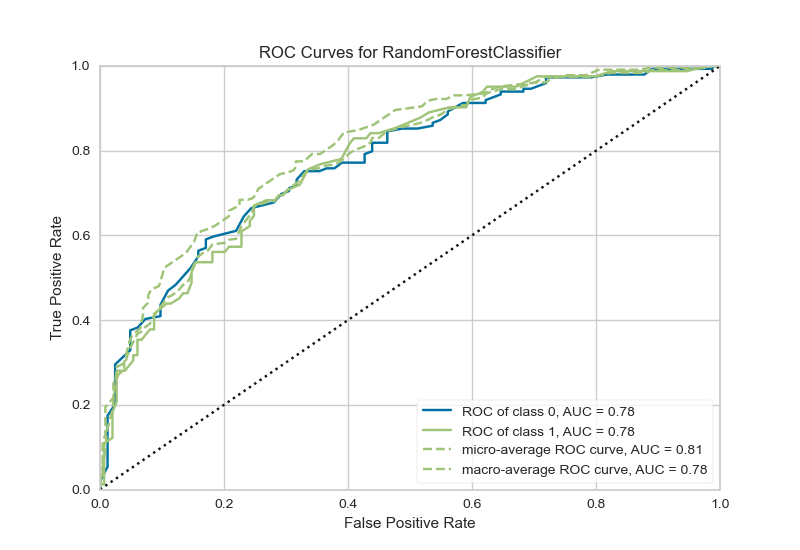 ROC Curves for RandomForestClassifier
1.0
0.8
0.6
0.4
0.2
0.0
True Positive Rate
0.0 0.2 0.4 0.6 0.8 1.0
False Positive Rate
ROC of class 0, AUC = 0.78
ROC of class 1, AUC = 0.78
micro-average ROC curve, AUC = 0.81
macro-average ROC curve, AUC = 0.78